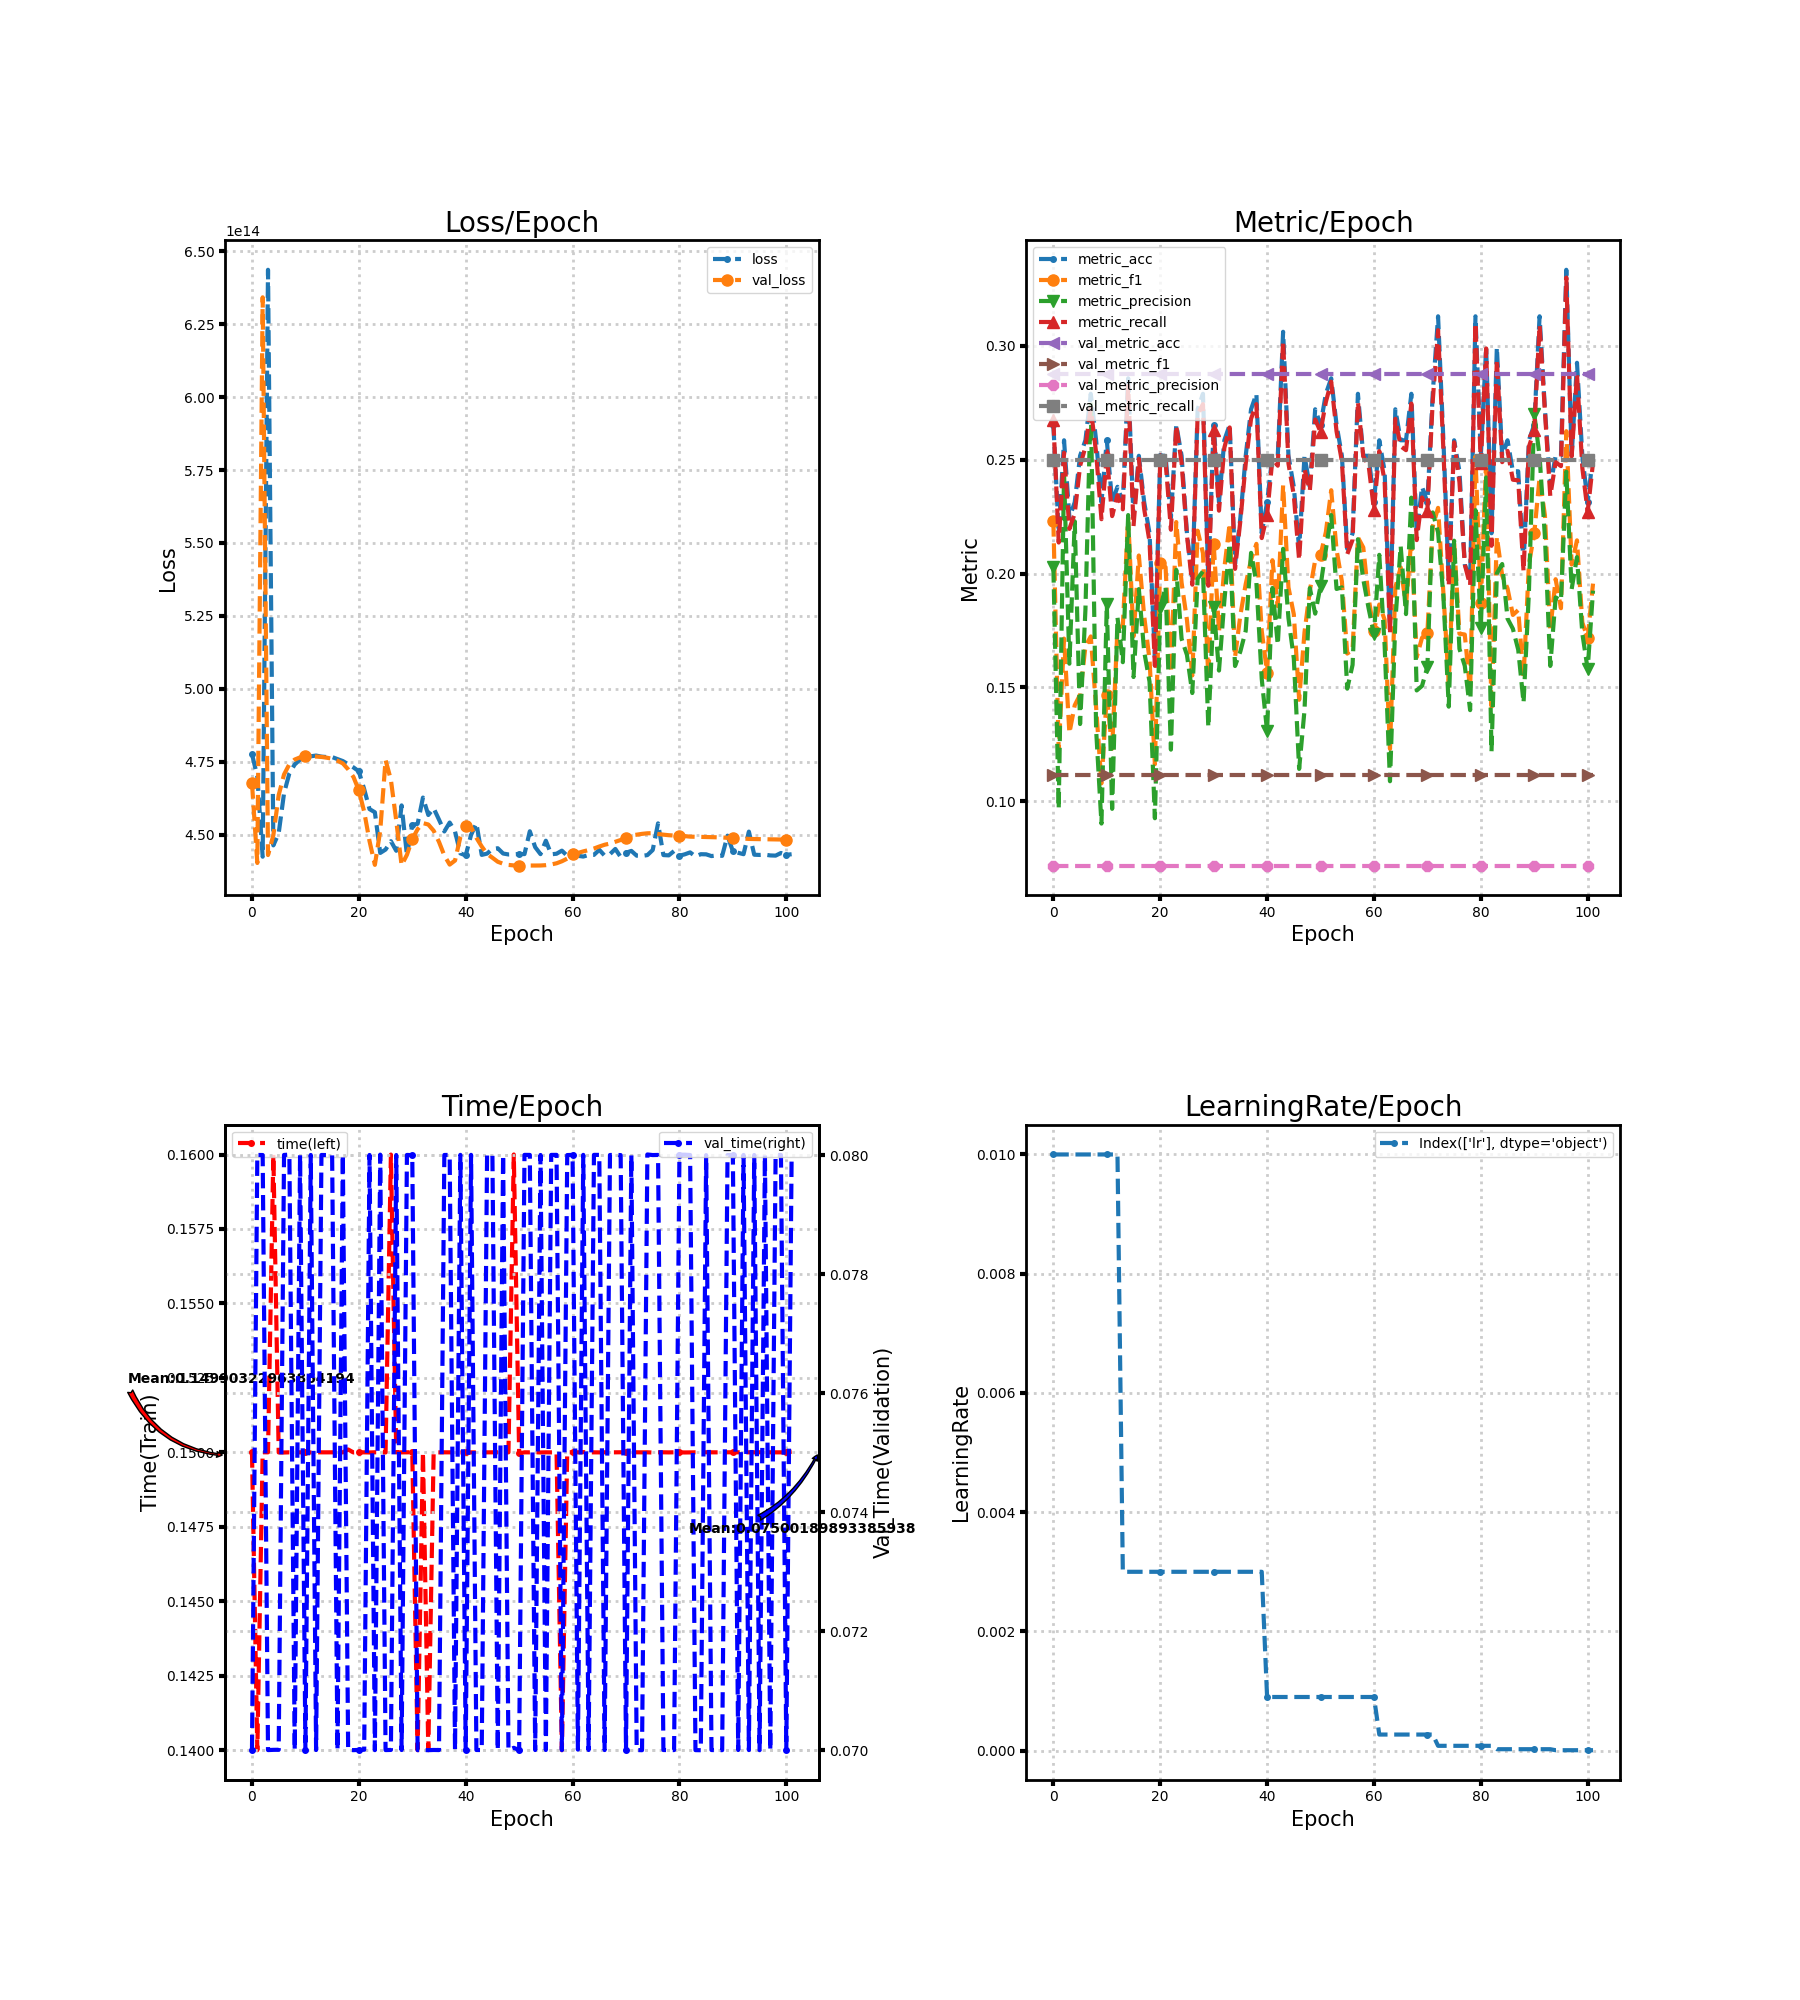 Loss/Epoch
1e14
6.50
6.25
6.00
5.75
5.50
5.25
5.00
4.75
4.50
Loss
loss
val_loss
0 20 40 60 80 100
Epoch
Metric/Epoch
0.30
0.25
0.20
0.15
0.10
Metric
metric_acc
metric_f1
metric_precision
metric_recall
val_metric_acc
val_metric_f1
val_metric_precision
val_metric_recall
0 20 40 60 80 100
Epoch
Time/Epoch
time(left)
val_time(right)
0.1600
0.1575
0.1550
0.1525
0.1500
0.1475
0.1450
0.1425
0.1400
Time(Train)
0.080
0.078
0.076
0.074
0.072
0.070
Val_Time(Validation)
Mean:0.07500189893385938
0 20 40 60 80 100
Epoch
LearningRate/Epoch
Index(['lr'], dtype='object')
0.010
0.008
0.006
0.004
0.002
0.000
LearningRate
0 20 40 60 80 100
Epoch